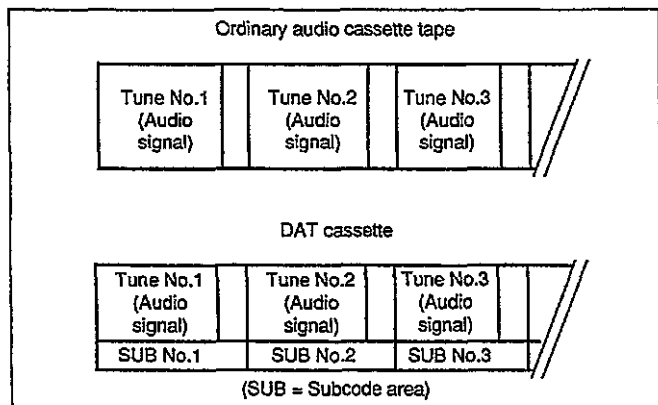 Ordinary audio cassette tape
Tune No.1 Tune No.2 Tune No.3
(Audio (Audio (Audio
signal) signal) signal)
DAT cassette
Tune No.1 Tune No.2 Tune No.3
(Audio (Audio (Audio
signal) signal) signal)
SUB No.1 SUB No.2 SUB No.3
(SUB = Subcode area)